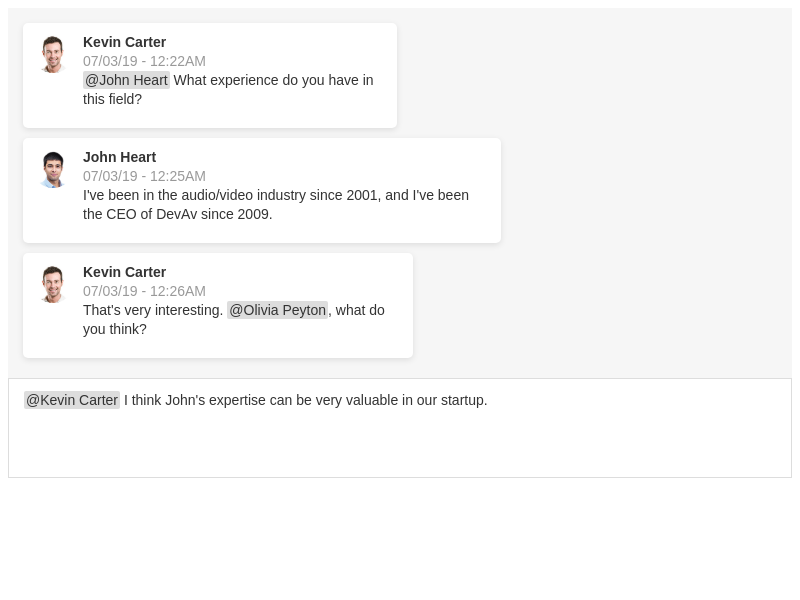 Kevin Carter
07/03/19 - 12:22AM
@John Heart What experience do you have in
this field?
John Heart
07/03/19 - 12:25AM
I've been in the audio/video industry since 2001, and I've been
the CEO of DevAv since 2009.
Kevin Carter
07/03/19 - 12:26AM
That's very interesting. @Olivia Peyton, what do
you think?
@Kevin Carter I think John's expertise can be very valuable in our startup.